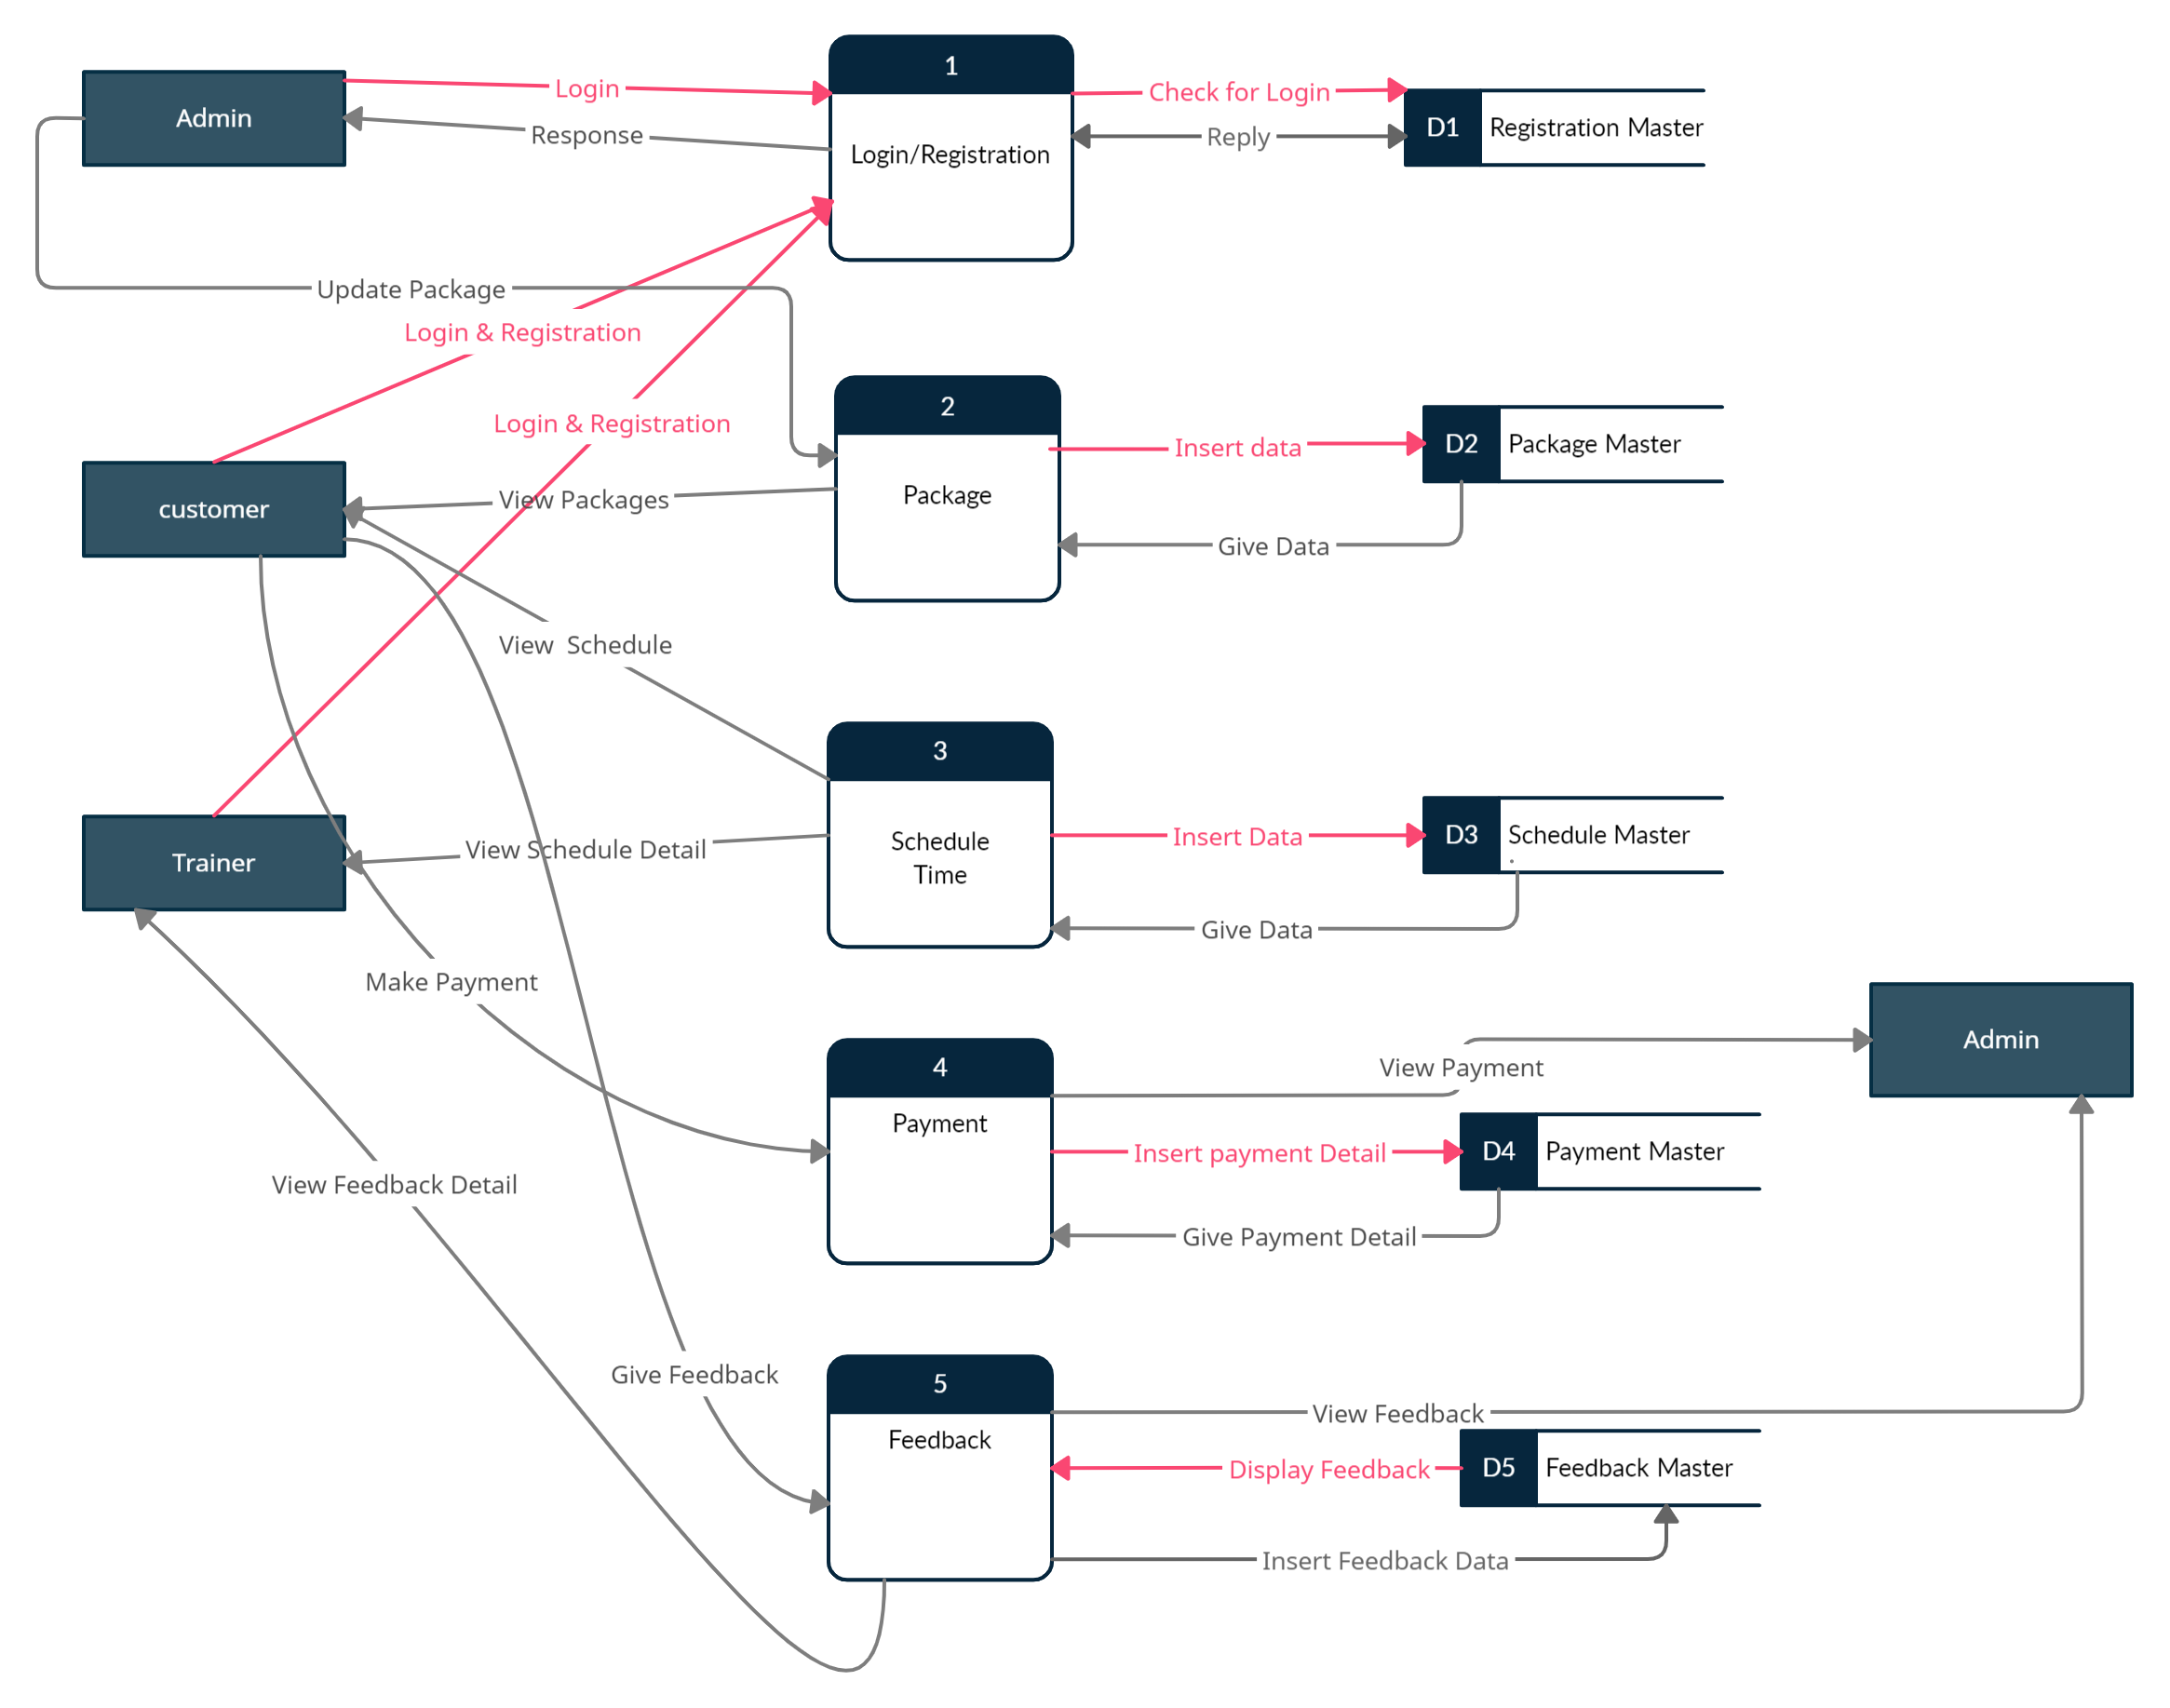 1
Login
Check for Login
Admin
Response
Reply
D1
Registration Master
Login/Registration
Update Package
Login & Registration
2
Login & Registration
Insert data
D2
Package Master
customer
View Packages
Package
Give Data
View  Schedule
3
Insert Data
D3
Schedule Master
Schedule
Time
Trainer
View Schedule Detail
Give Data
Make Payment
Admin
4
View Payment
Payment
Insert payment Detail
D4
Payment Master
View Feedback Detail
Give Payment Detail
Give Feedback
5
View Feedback
Feedback
Display Feedback
D5
Feedback Master
Insert Feedback Data